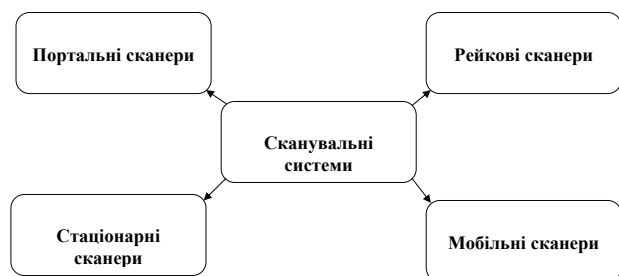 Портальні сканери
Рейкові сканери
Сканувальні
системи
Стаціонарні
сканери
Мобільні сканери